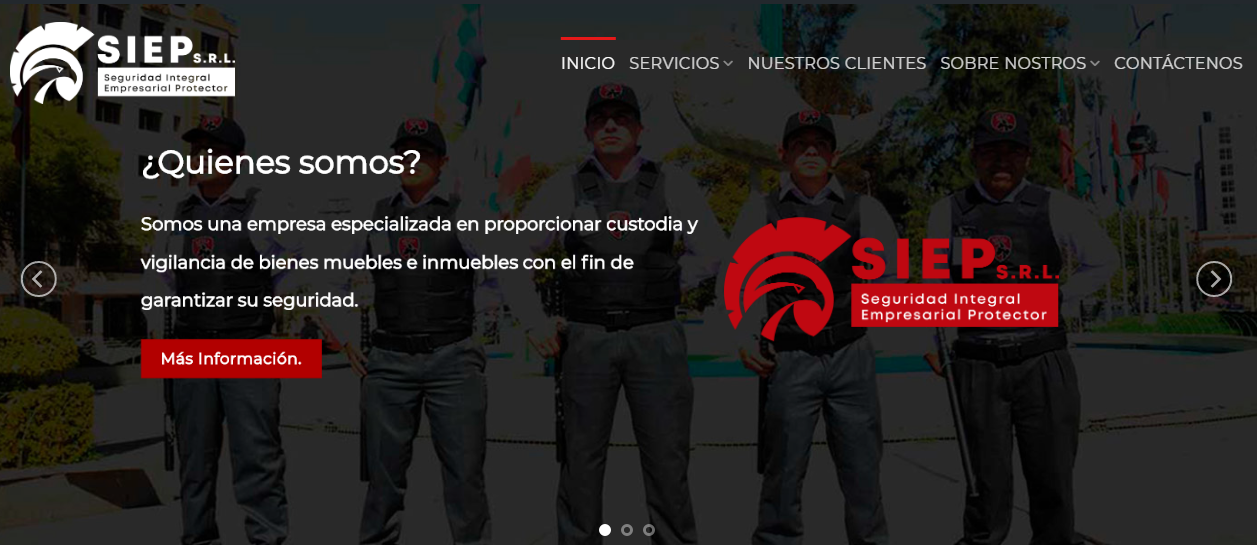 SIEP S.R.L.
Seguridad Integral
Empresarial Protector
INICIO
SERVICIOS
NUESTROS CLIENTES
SOBRE NOSTROS
CONTÁCTENOS
¿Quienes somos?
Somos una empresa especializada en proporcionar custodia y
vigilancia de bienes muebles e inmuebles con el fin de
garantizar su seguridad.
Más Información.
SIEP S.R.L.
Seguridad Integral
Empresarial Protector